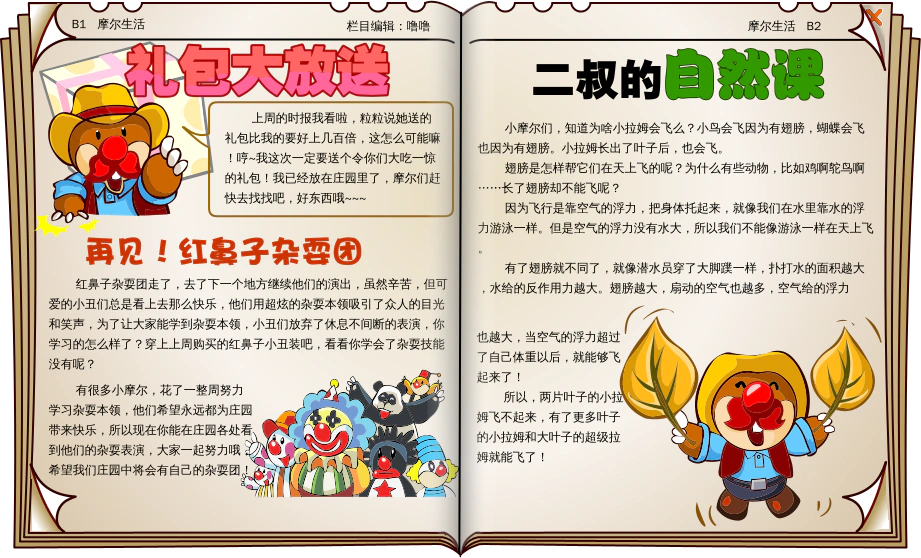 B1 摩尔生活
栏目编辑：噜噜
礼包大放送
上周的时报我看啦，粒粒说她送的
礼包比我的要好上几百倍，这怎么可能嘛
！哼~我这次一定要送个令你们大吃一惊
的礼包！我已经放在庄园里了，摩尔们赶
快去找找吧，好东西哦~~~
再见！红鼻子杂耍团
红鼻子杂耍团走了，去了下一个地方继续他们的演出，虽然辛苦，但可
爱的小丑们总是看上去那么快乐，他们用超炫的杂耍本领吸引了众人的目光
和笑声，为了让大家能学到杂耍本领，小丑们放弃了休息不间断的表演，你
学习的怎么样了？穿上上周购买的红鼻子小丑装吧，看看你学会了杂耍技能
没有呢？
有很多小摩尔，花了一整周努力
学习杂耍本领，他们希望永远都为庄园
带来快乐，所以现在你能在庄园各处看
到他们的杂耍表演，大家一起努力哦，
希望我们庄园中将会有自己的杂耍团！
摩尔生活 B2
二叔的自然课
小摩尔们，知道为啥小拉姆会飞么？小鸟会飞因为有翅膀，蝴蝶会飞
也因为有翅膀。小拉姆长出了叶子后，也会飞。
翅膀是怎样帮它们在天上飞的呢？为什么有些动物，比如鸡啊鸵鸟啊
……长了翅膀却不能飞呢？
因为飞行是靠空气的浮力，把身体托起来，就像我们在水里靠水的浮
力游泳一样。但是空气的浮力没有水大，所以我们不能像游泳一样在天上飞
。
有了翅膀就不同了，就像潜水员穿了大脚蹼一样，扑打水的面积越大
，水给的反作用力越大。翅膀越大，扇动的空气也越多，空气给的浮力
也越大，当空气的浮力超过
了自己体重以后，就能够飞
起来了！
所以，两片叶子的小拉
姆飞不起来，有了更多叶子
的小拉姆和大叶子的超级拉
姆就能飞了！